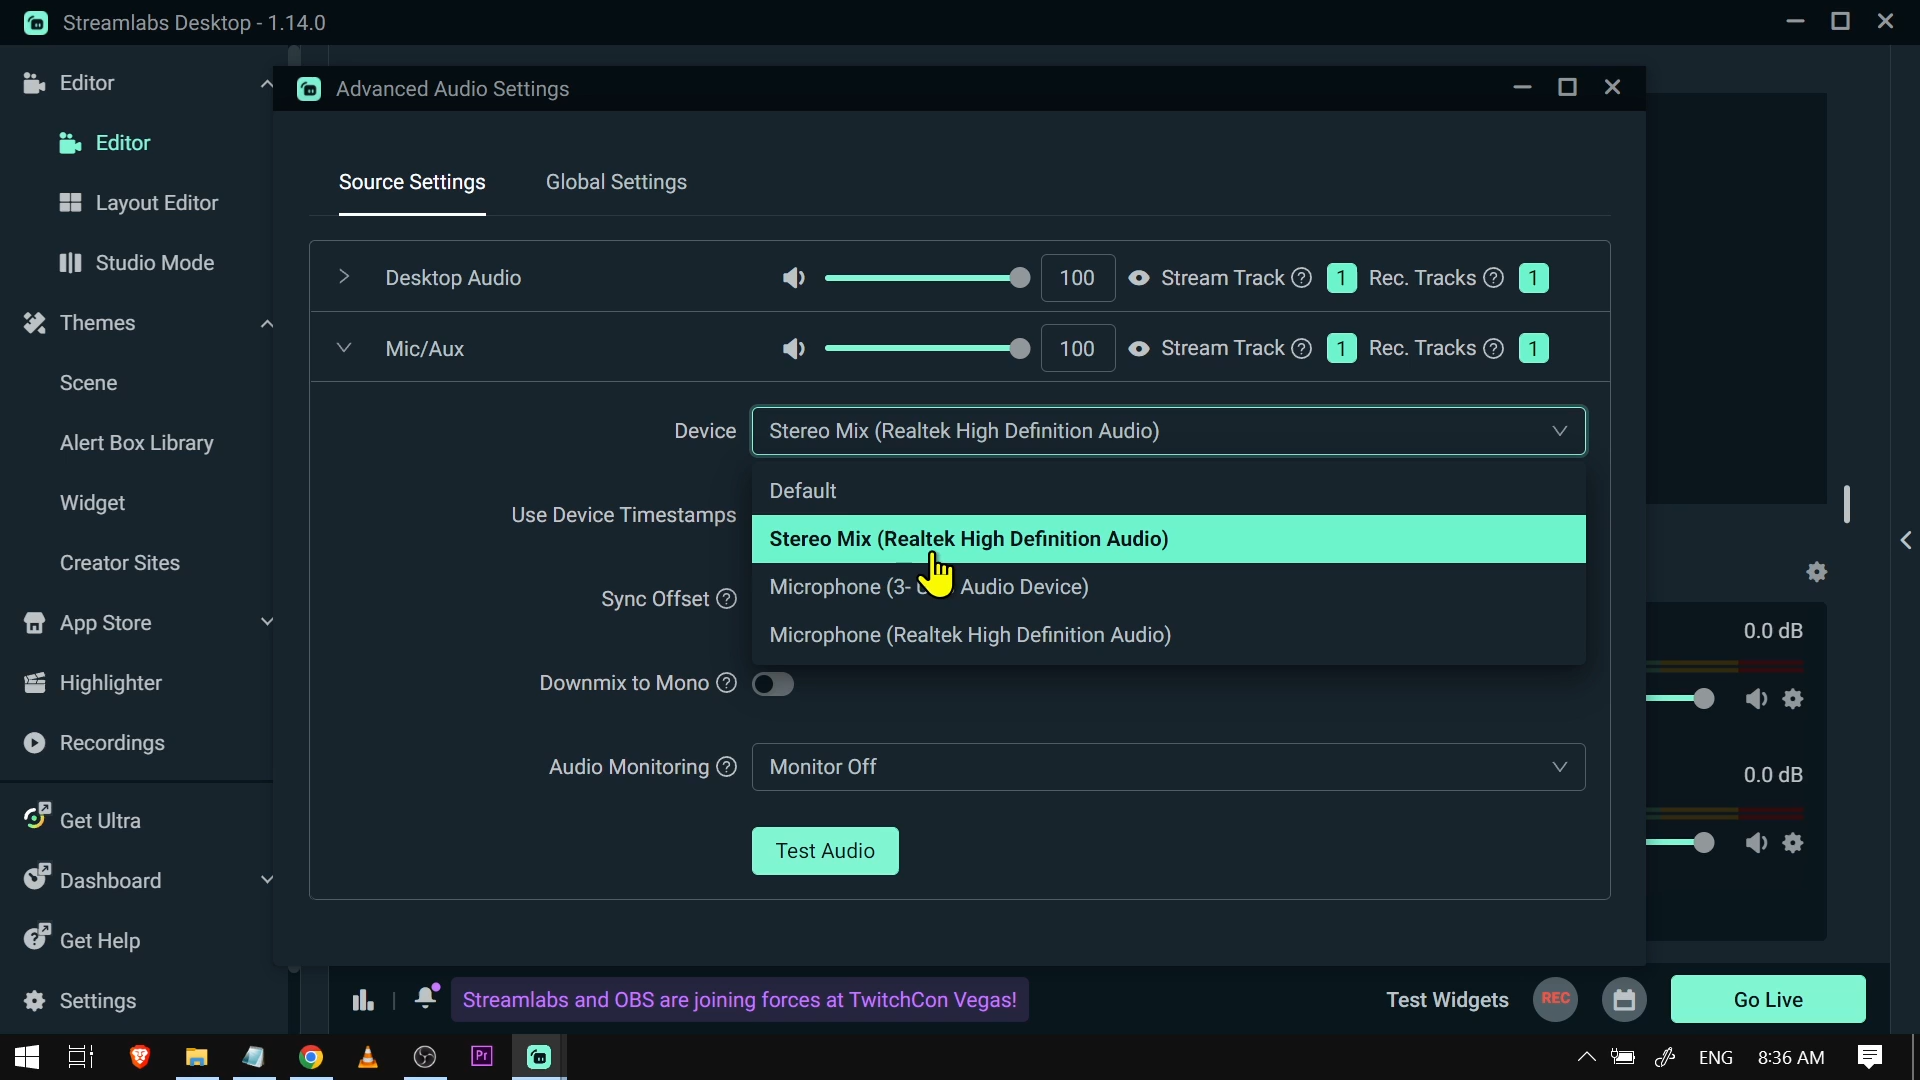 Streamlabs Desktop - 1.14.0
Editor
Editor
Layout Editor
Studio Mode
Themes
Scene
Alert Box Library
Widget
Creator Sites
App Store
Highlighter
Recordings
Get Ultra
Dashboard
Get Help
Settings
Advanced Audio Settings
Source Settings
Global Settings
Desktop Audio
100
Stream Track ? 1 Rec. Tracks ? 1
Mic/Aux
100
Stream Track ? 1 Rec. Tracks ? 1
Device
Stereo Mix (Realtek High Definition Audio)
Default
Use Device Timestamps
Stereo Mix (Realtek High Definition Audio)
Microphone (3- Audio Device)
Sync Offset ?
Microphone (Realtek High Definition Audio)
Downmix to Mono ?
Audio Monitoring ?
Monitor Off
Test Audio
0.0 dB
0.0 dB
Streamlabs and OBS are joining forces at TwitchCon Vegas!
Test Widgets
REC
Go Live
Pr
ENG
8:36 AM